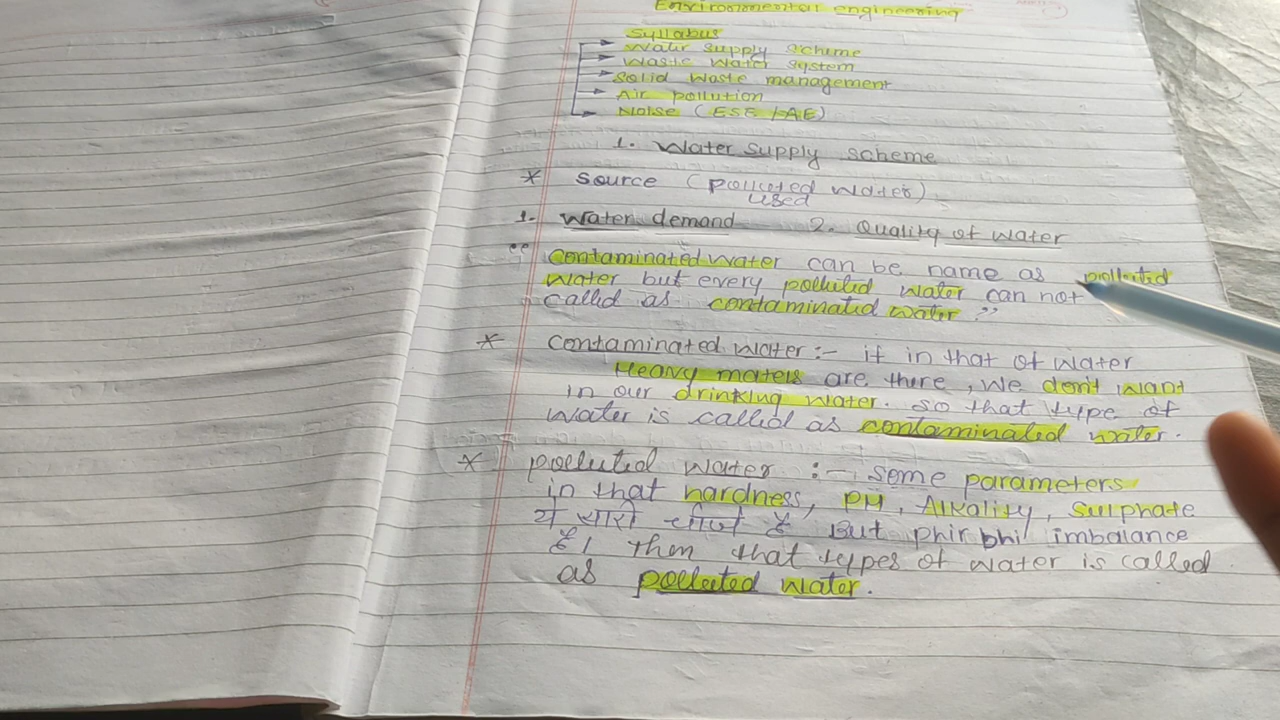 Environmental engineering
Syllabus
Water supply scheme
Waste Water system
Solid Waste management
Air pollution
Noise (ESE / AE)
1. Water supply scheme
* Source (polluted water)
used
1. Water demand 2. Quality of water
" Contaminated water can be name as polluted
water but every polluted water can not
called as contaminated water "
* Contaminated water :- if in that of water
Heavy maters are there, we don't want
in our drinking water. So that type of
water is called as contaminated water.
* polluted water :- some parameters
in that hardness, PH, Alkality, Sulphate
ये सारी चीजें है But phir bhi imbalance
है। then that types of water is called
as polluted water.